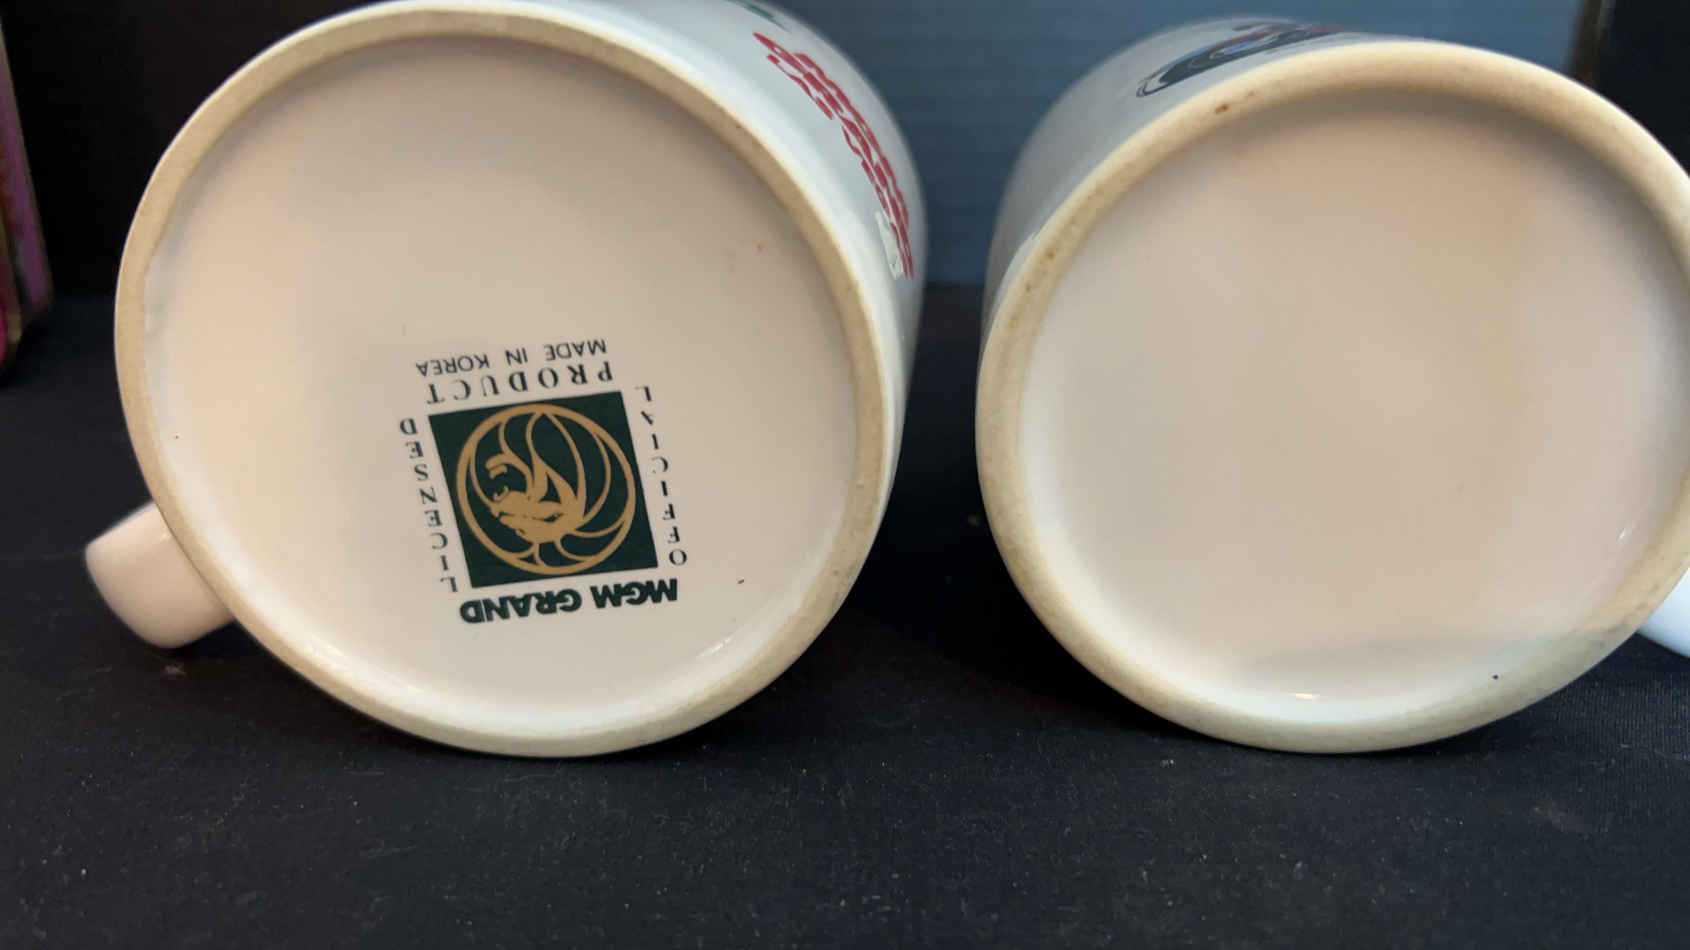 MGM GRAND
OFFICIAL
LICENSED
PRODUCT
MADE IN KOREA